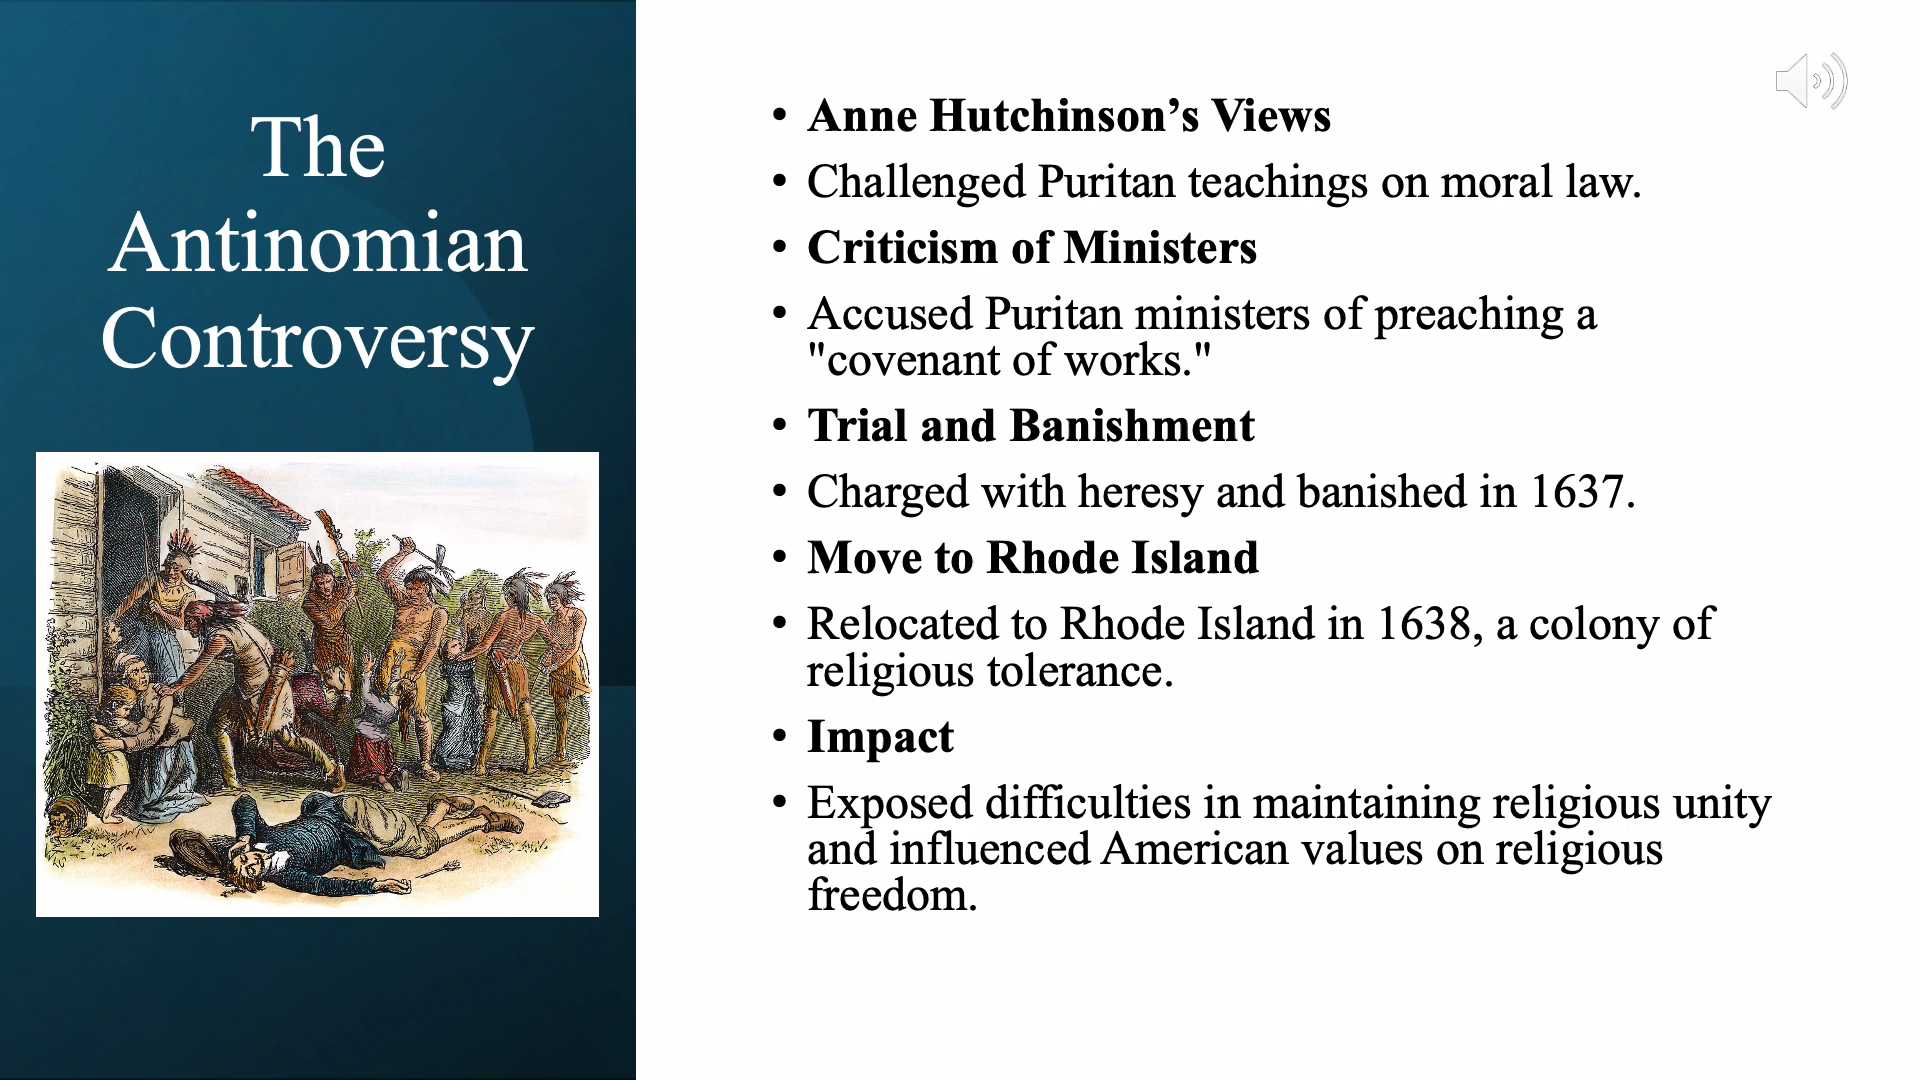 The
Antinomian
Controversy
• Anne Hutchinson’s Views
• Challenged Puritan teachings on moral law.
• Criticism of Ministers
• Accused Puritan ministers of preaching a
"covenant of works."
• Trial and Banishment
• Charged with heresy and banished in 1637.
• Move to Rhode Island
• Relocated to Rhode Island in 1638, a colony of
religious tolerance.
• Impact
• Exposed difficulties in maintaining religious unity
and influenced American values on religious
freedom.